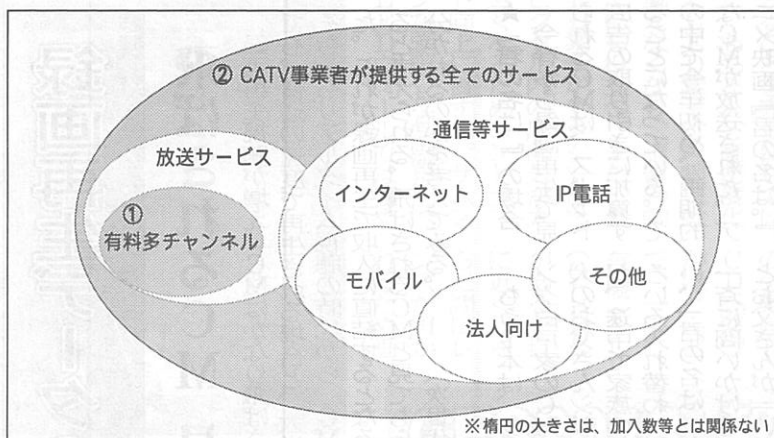 ② CATV事業者が提供する全てのサービス
放送サービス
①
有料多チャンネル
通信等サービス
インターネット
IP電話
モバイル
その他
法人向け
※楕円の大きさは、加入数等とは関係ない